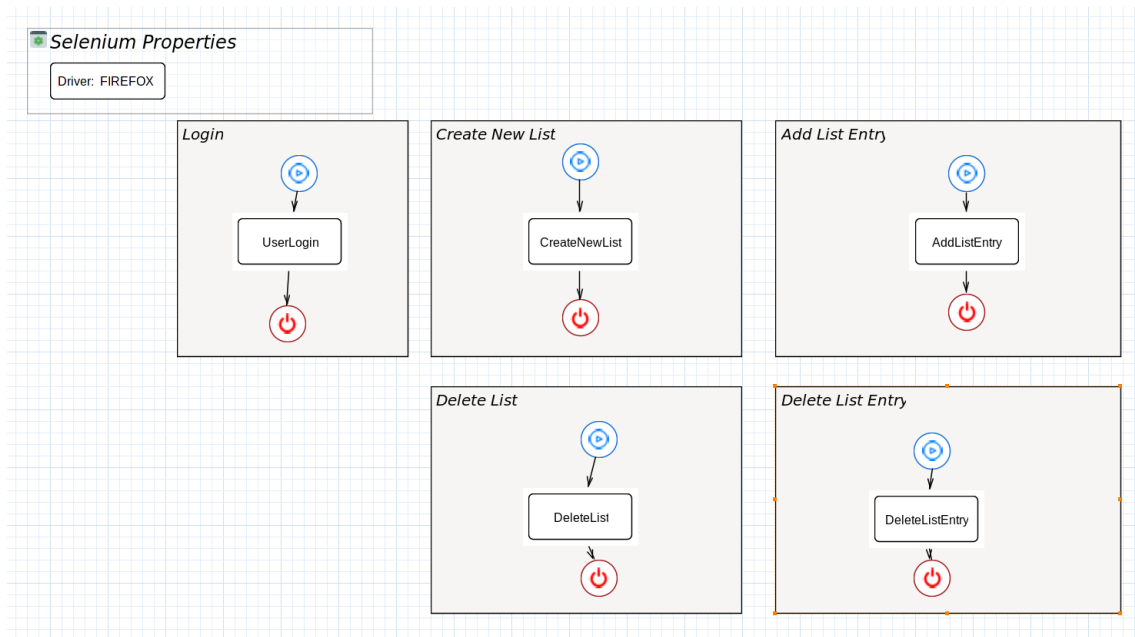 Selenium Properties
Driver: FIREFOX
Login
UserLogin
Create New List
CreateNewList
Add List Entry
AddListEntry
Delete List
DeleteList
Delete List Entry
DeleteListEntry